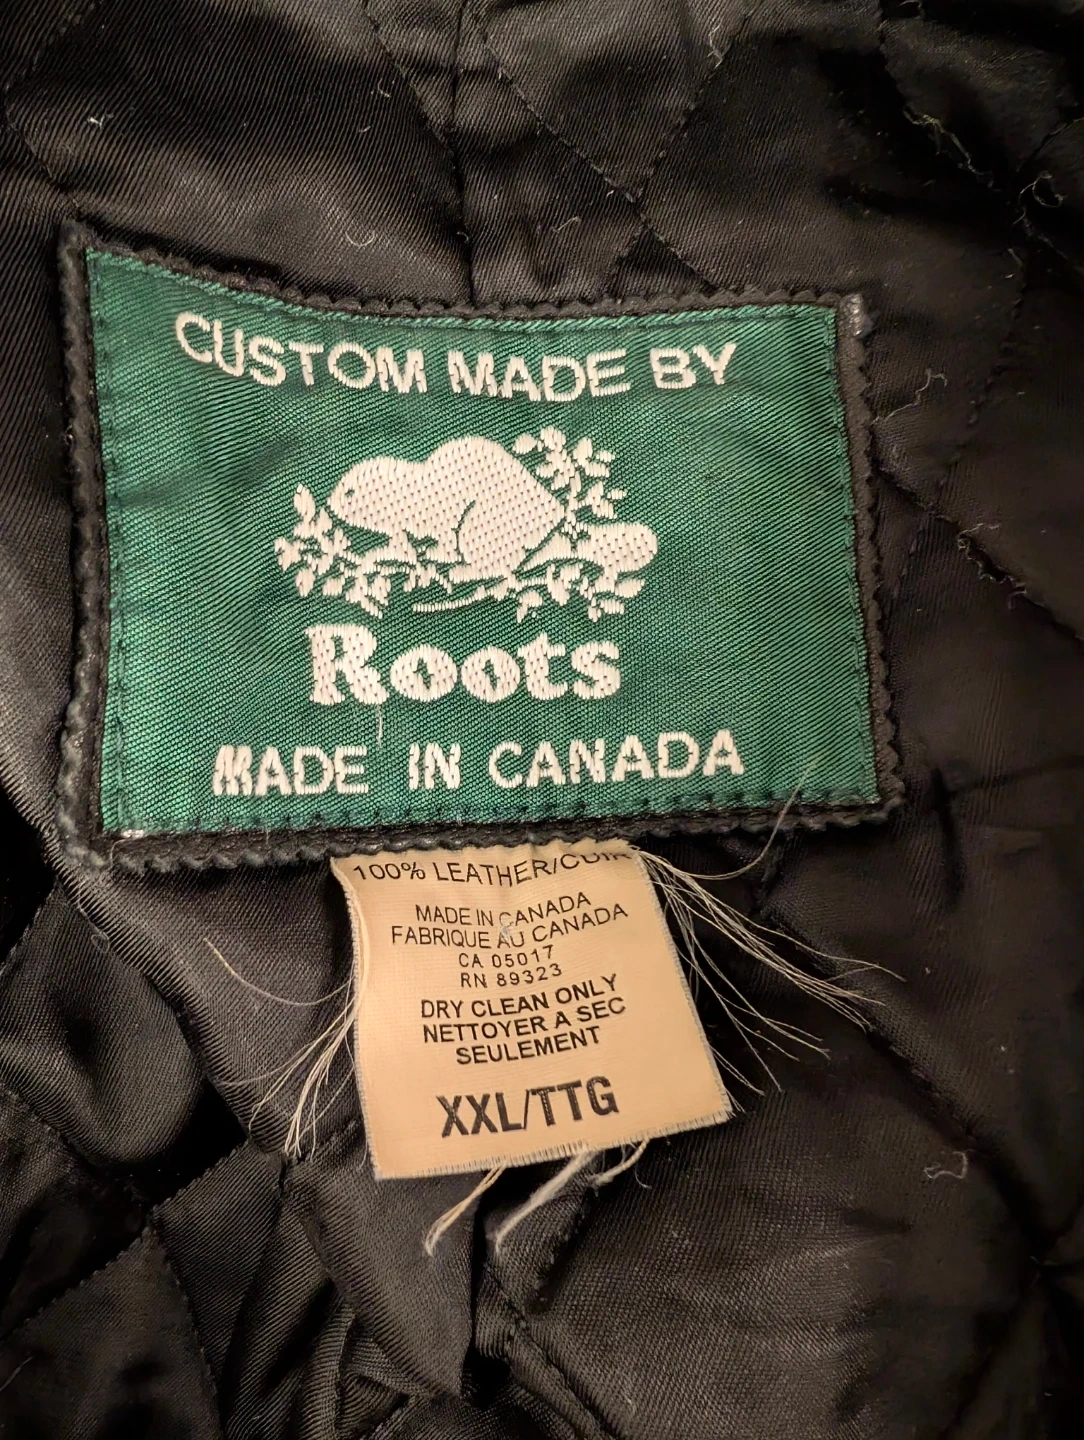 CUSTOM MADE BY
Roots
MADE IN CANADA
100% LEATHER/CUIR
MADE IN CANADA
FABRIQUE AU CANADA
CA 05017
RN 89323
DRY CLEAN ONLY
NETTOYER A SEC
SEULEMENT
XXL/TTG